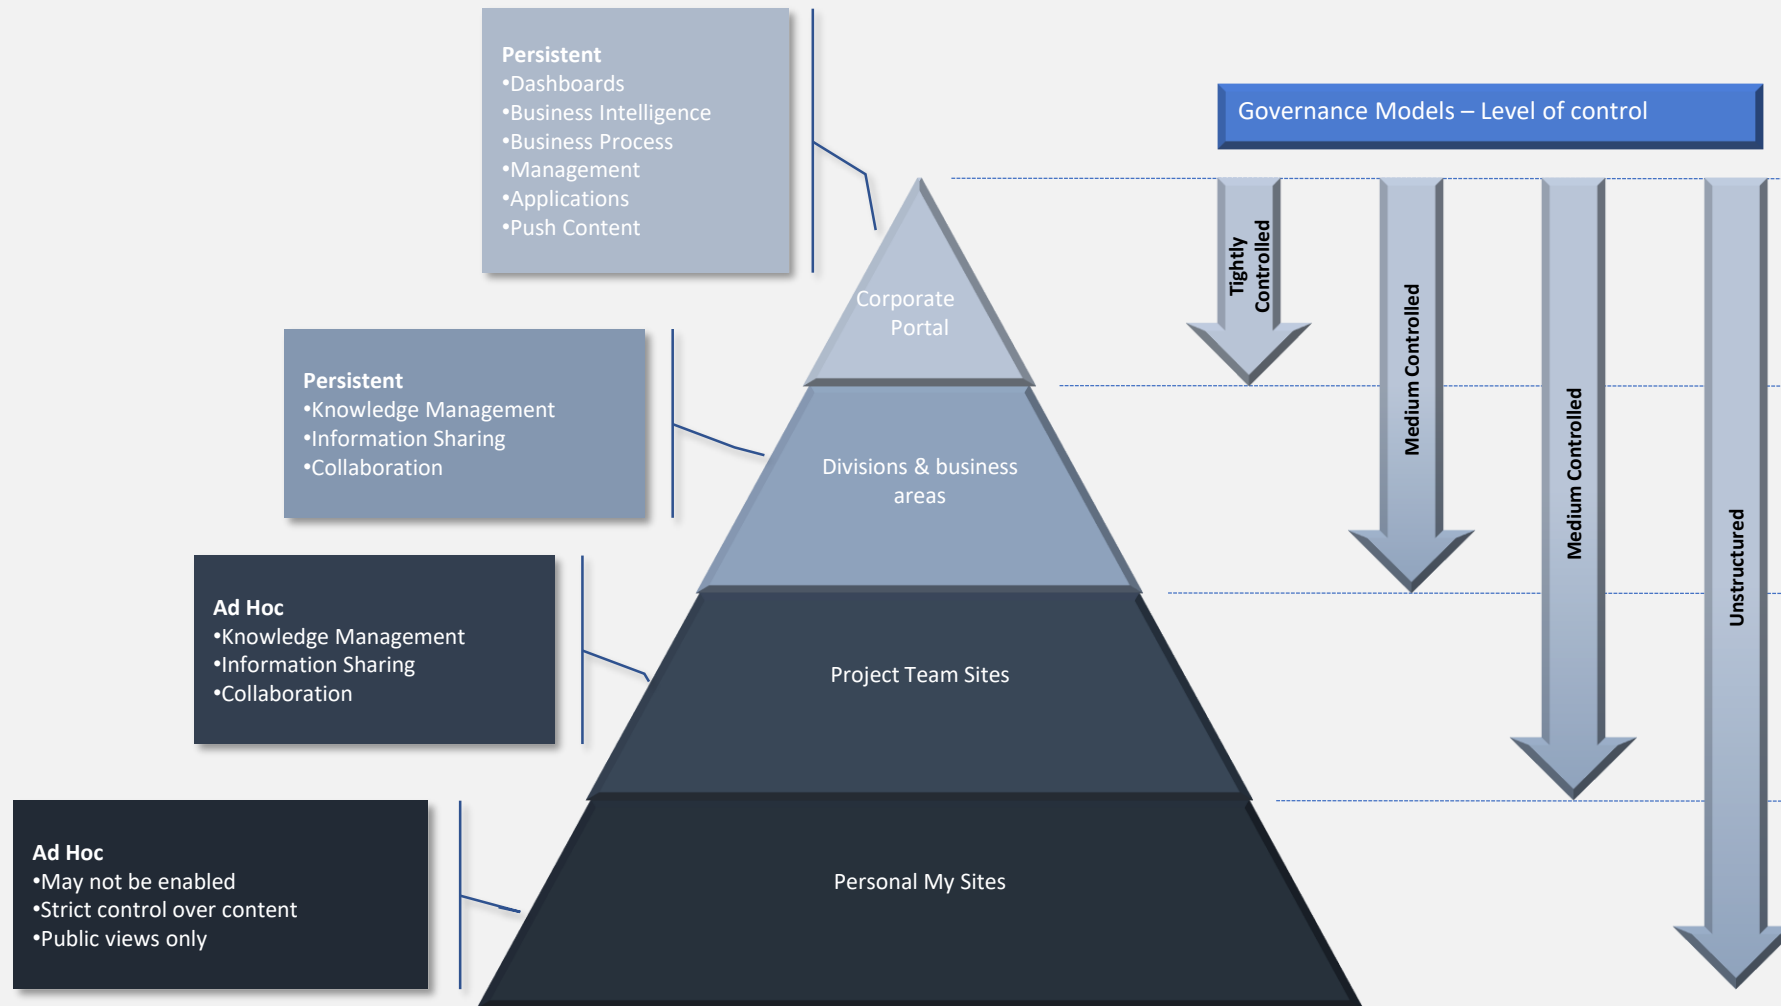 Persistent
•Dashboards
•Business Intelligence
•Business Process
•Management
•Applications
•Push Content
Governance Models – Level of control
Tightly
Controlled
Medium Controlled
Medium Controlled
Unstructured
Corporate
Portal
Persistent
•Knowledge Management
•Information Sharing
•Collaboration
Divisions & business
areas
Ad Hoc
•Knowledge Management
•Information Sharing
•Collaboration
Project Team Sites
Ad Hoc
•May not be enabled
•Strict control over content
•Public views only
Personal My Sites